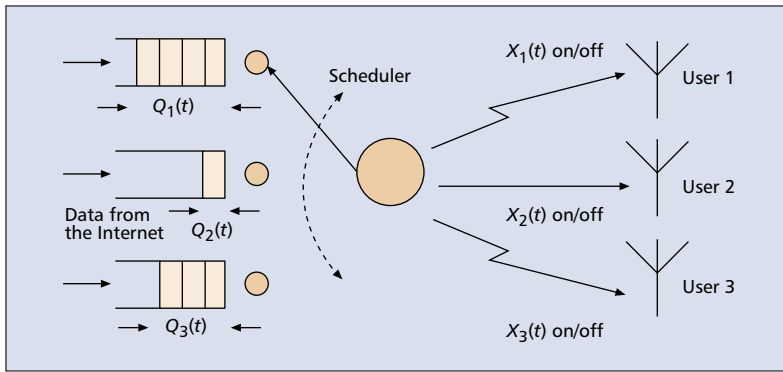 X1(t) on/off
Scheduler
User 1
Q1(t)
User 2
Data from
the Internet
Q2(t)
X2(t) on/off
User 3
Q3(t)
X3(t) on/off